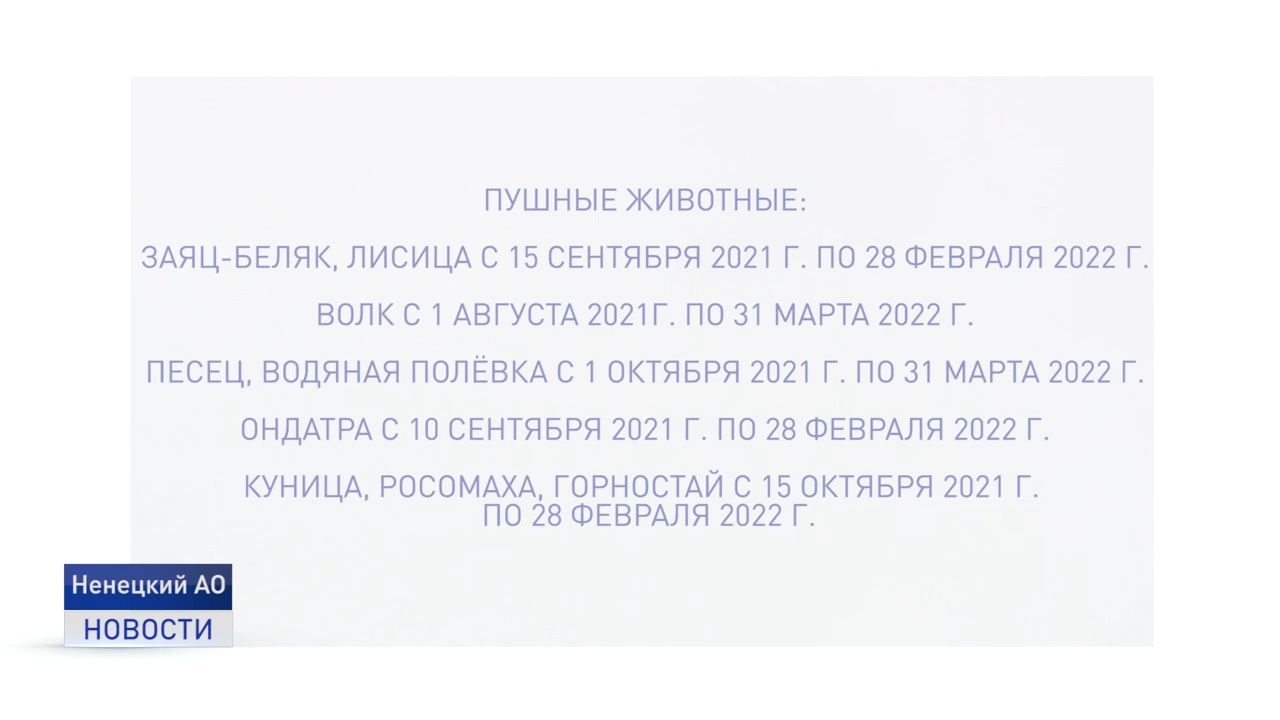 ПУШНЫЕ ЖИВОТНЫЕ:
ЗАЯЦ-БЕЛЯК, ЛИСИЦА С 15 СЕНТЯБРЯ 2021 Г. ПО 28 ФЕВРАЛЯ 2022 Г.
ВОЛК С 1 АВГУСТА 2021Г. ПО 31 МАРТА 2022 Г.
ПЕСЕЦ, ВОДЯНАЯ ПОЛЁВКА С 1 ОКТЯБРЯ 2021 Г. ПО 31 МАРТА 2022 Г.
ОНДАТРА С 10 СЕНТЯБРЯ 2021 Г. ПО 28 ФЕВРАЛЯ 2022 Г.
КУНИЦА, РОСОМАХА, ГОРНОСТАЙ С 15 ОКТЯБРЯ 2021 Г.
ПО 28 ФЕВРАЛЯ 2022 Г.
Ненецкий АО
НОВОСТИ